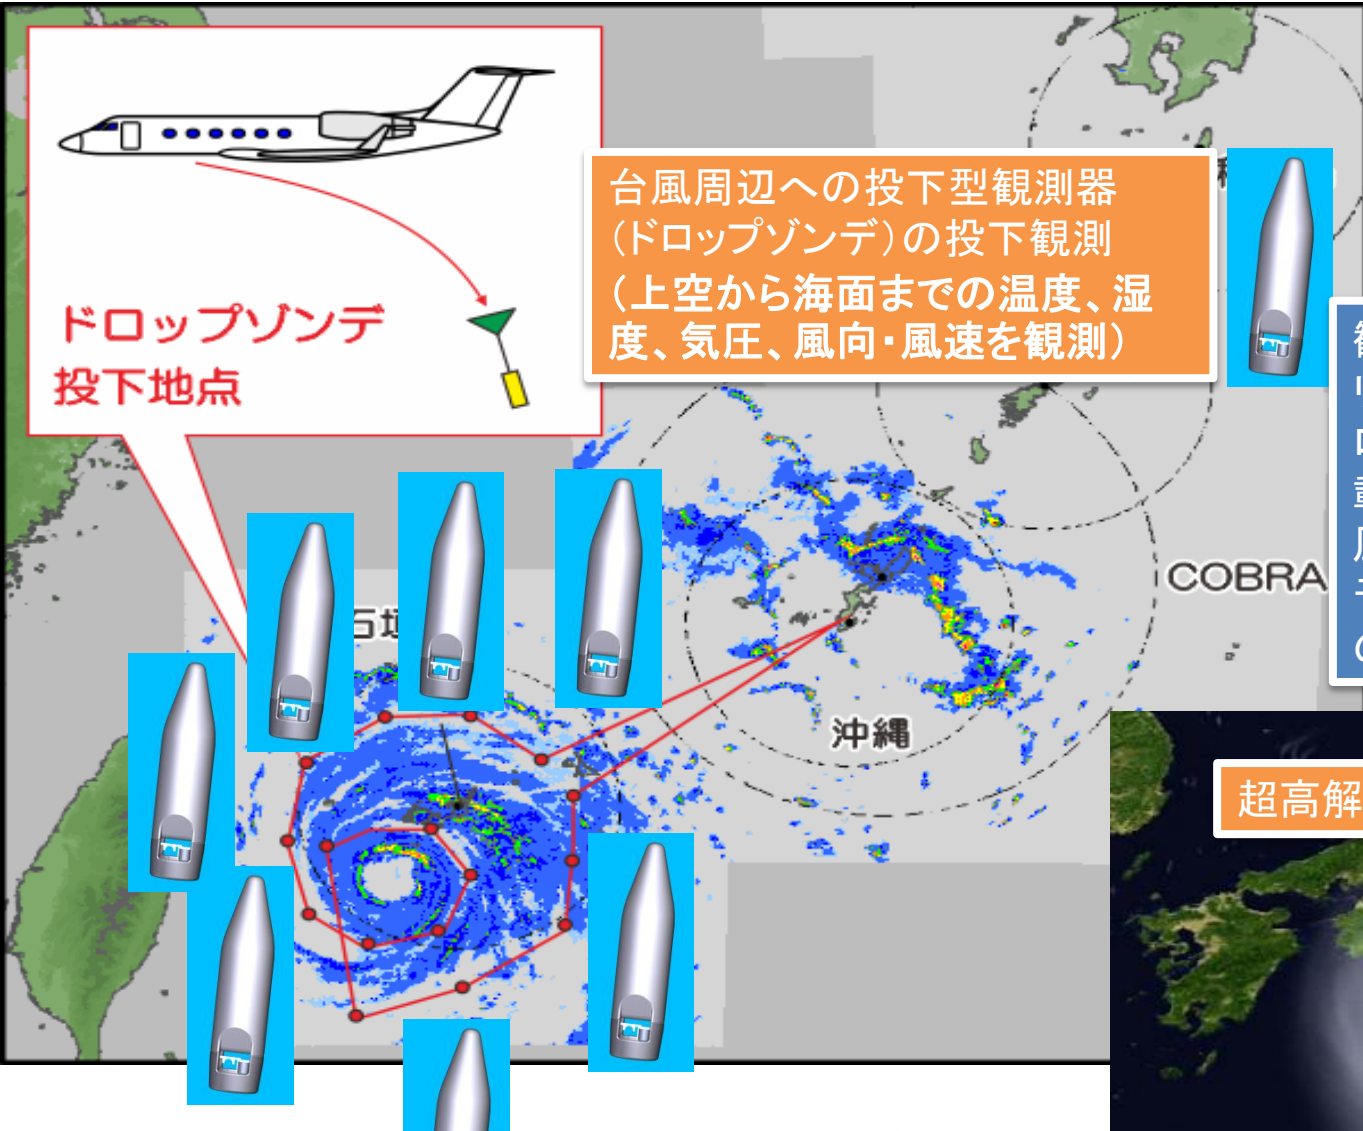 台風周辺への投下型観測器
(ドロップゾンデ)の投下観測
(上空から海面までの温度、湿
度、気圧、風向・風速を観測)
ドロップゾンデ
投下地点
COBRA
石垣
沖縄
超高解